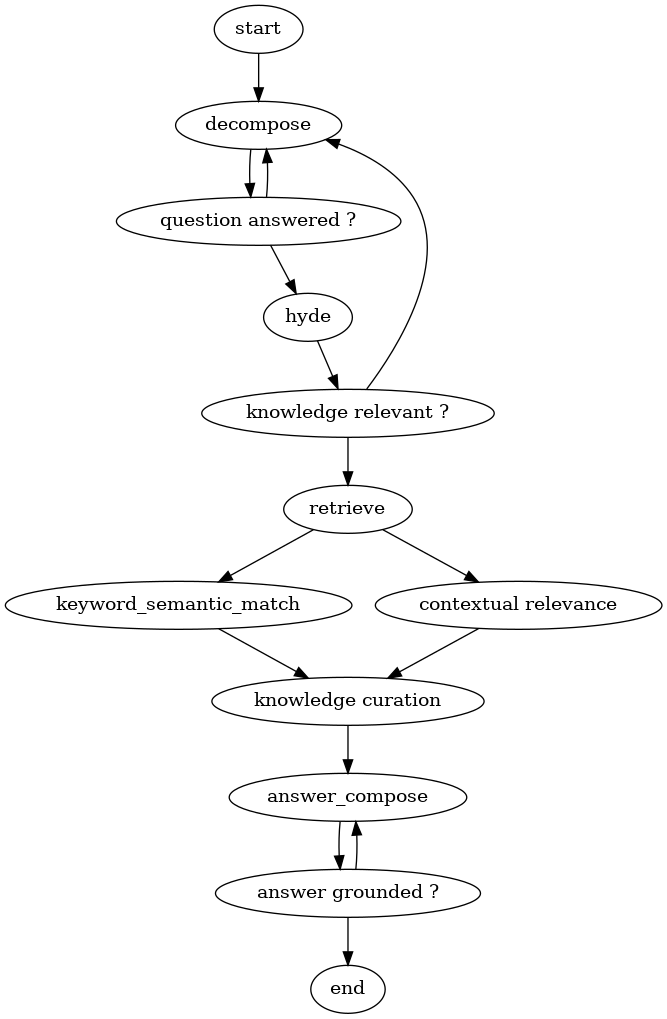 start
decompose
question answered ?
hyde
knowledge relevant ?
retrieve
keyword_semantic_match
contextual relevance
knowledge curation
answer_compose
answer grounded ?
end